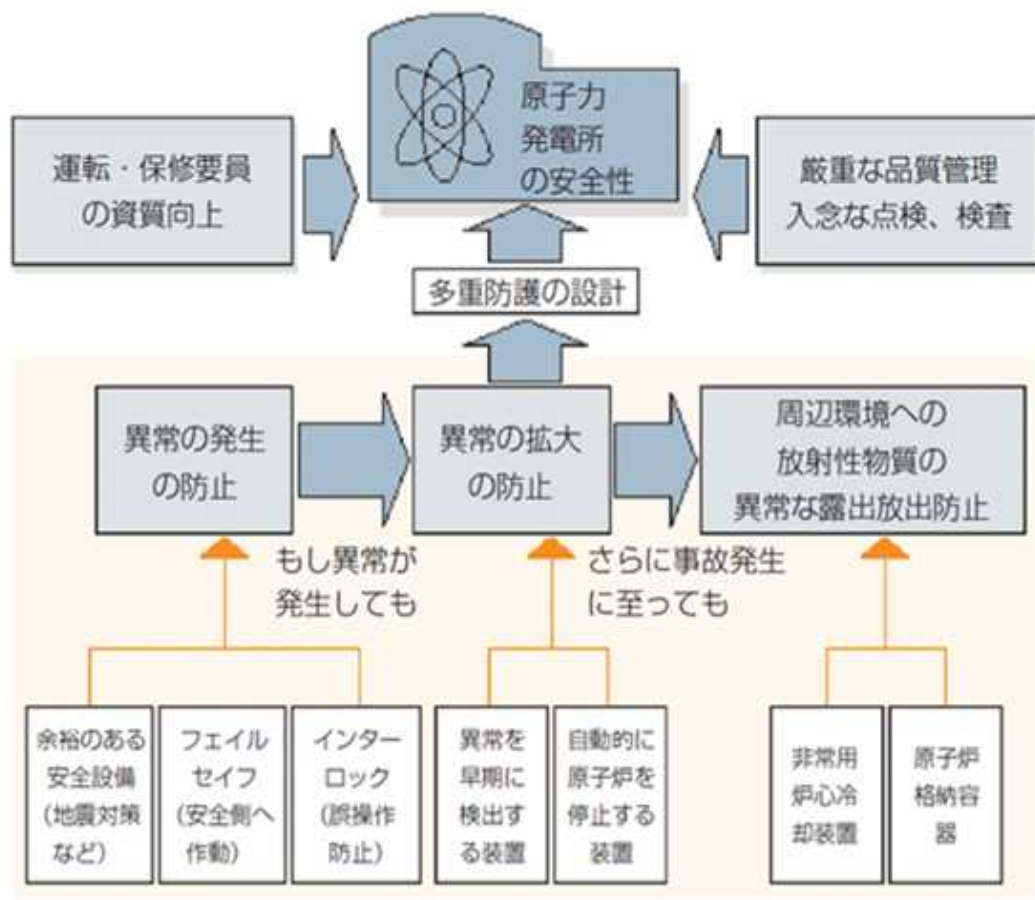 原子力
発電所
の安全性
運転・保修要員
の資質向上
厳重な品質管理
入念な点検、検査
多重防護の設計
異常の発生
の防止
異常の拡大
の防止
周辺環境への
放射性物質の
異常な露出放出防止
もし異常が
発生しても
さらに事故発生
に至っても
余裕のある
安全設備
(地震対策
など)
フェイル
セイフ
(安全側へ
作動)
インター
ロック
(誤操作
防止)
異常を
早期に
検出す
る装置
自動的に
原子炉を
停止する
装置
非常用
炉心冷
却装置
原子炉
格納容
器